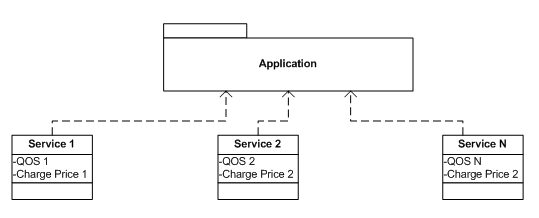 Application
Service 1
-QOS 1
-Charge Price 1
Service 2
-QOS 2
-Charge Price 2
Service N
-QOS N
-Charge Price 2